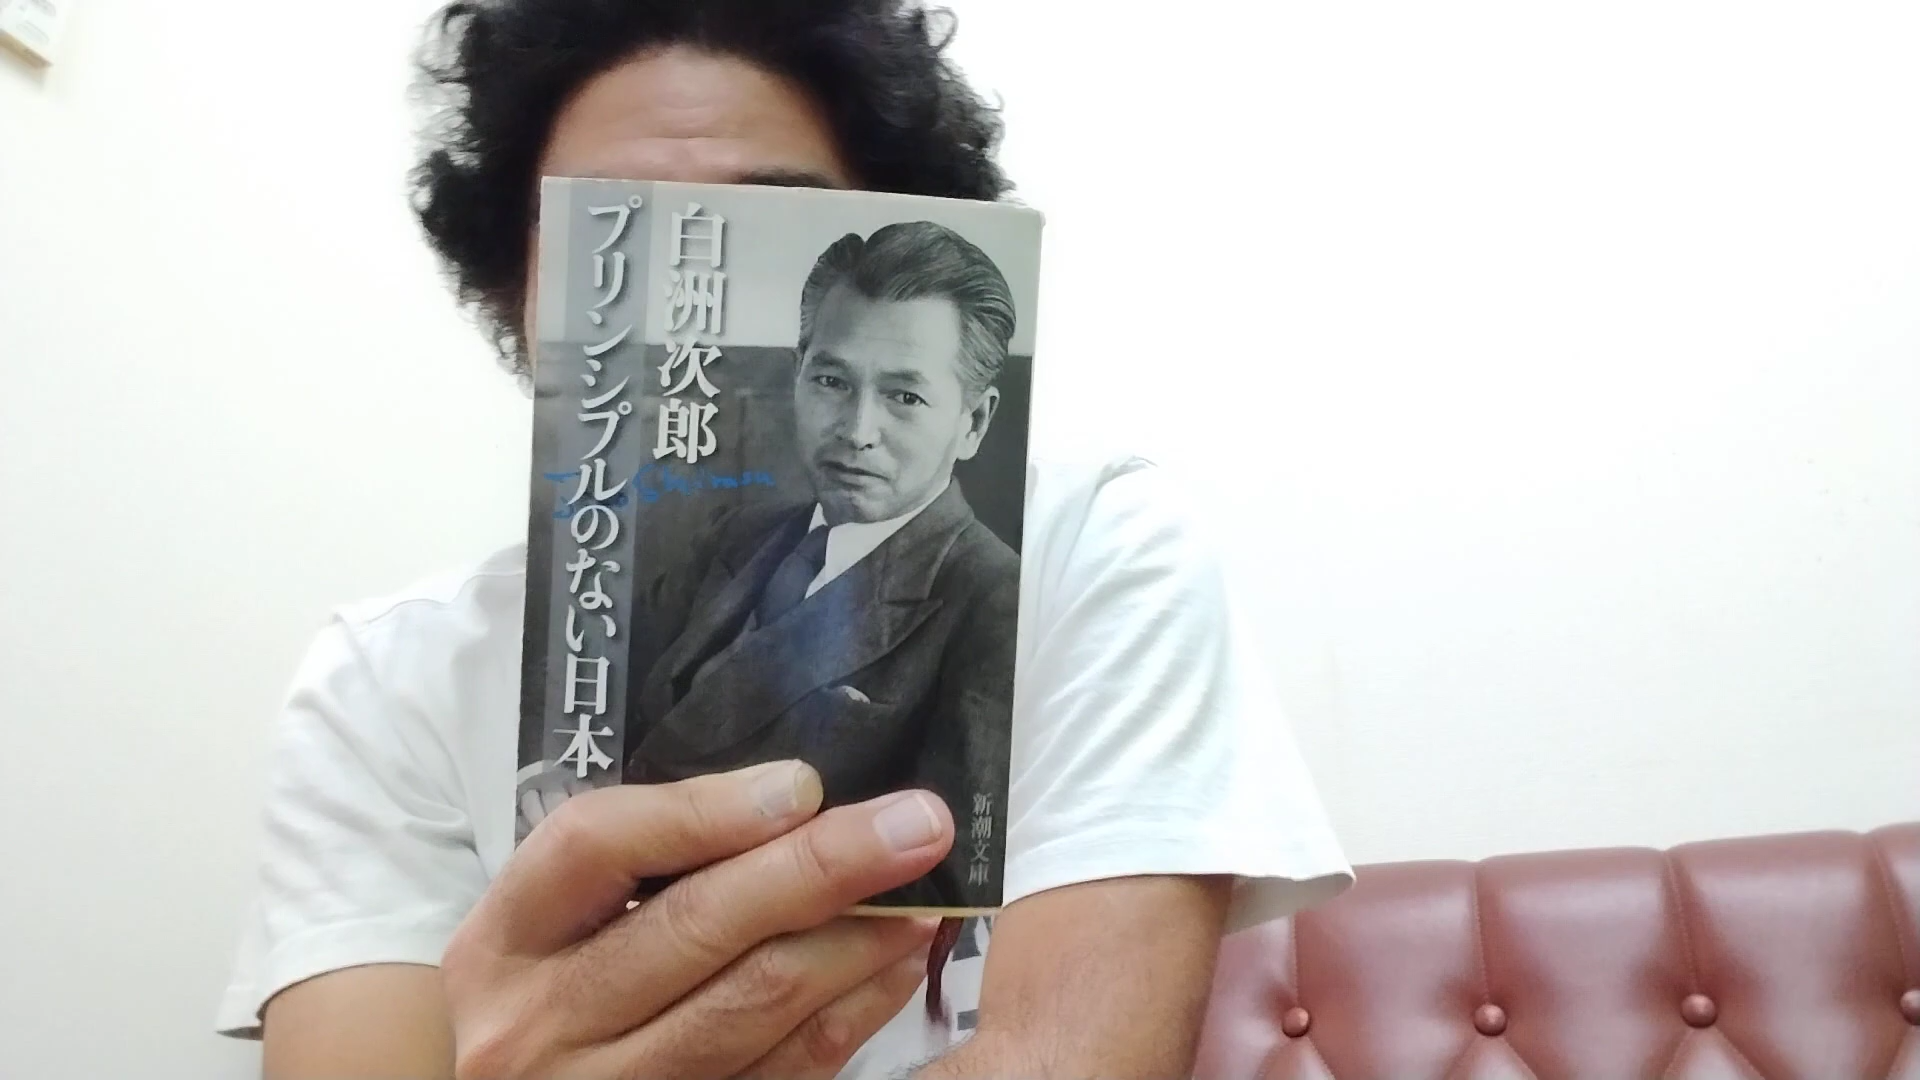 白洲次郎
プリンシプルのない日本
Shirasu
新潮文庫